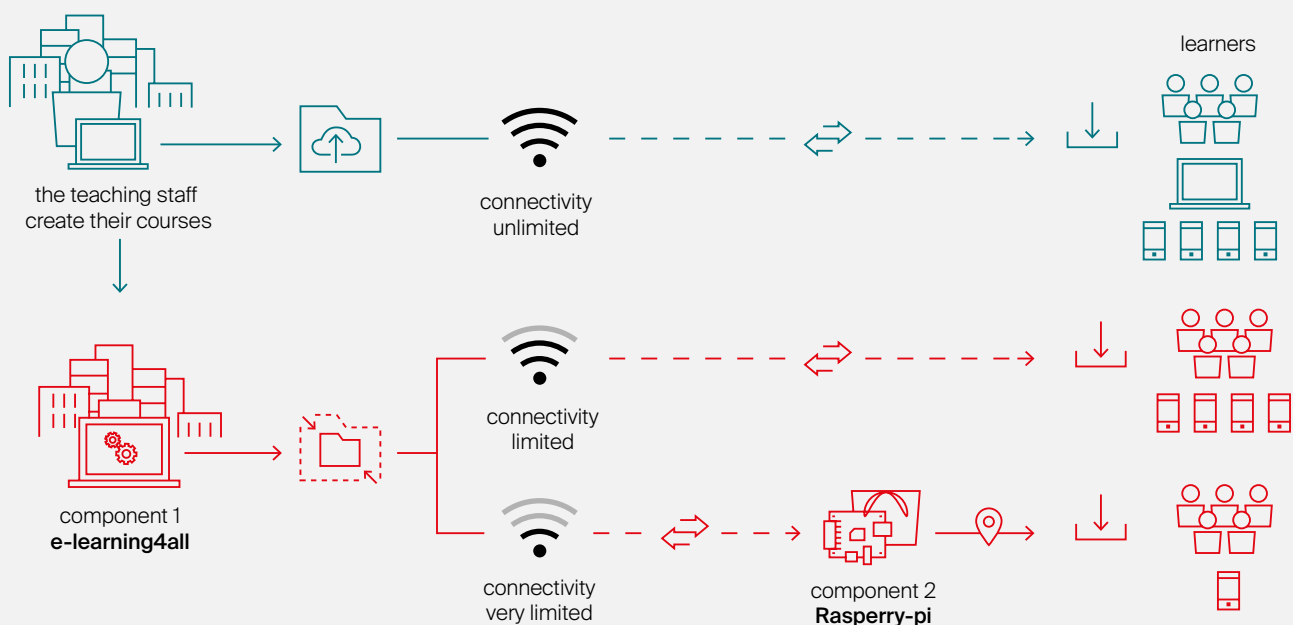 learners
the teaching staff
create their courses
connectivity
unlimited
connectivity
limited
component 1
e-learning4all
connectivity
very limited
component 2
Rasperry-pi